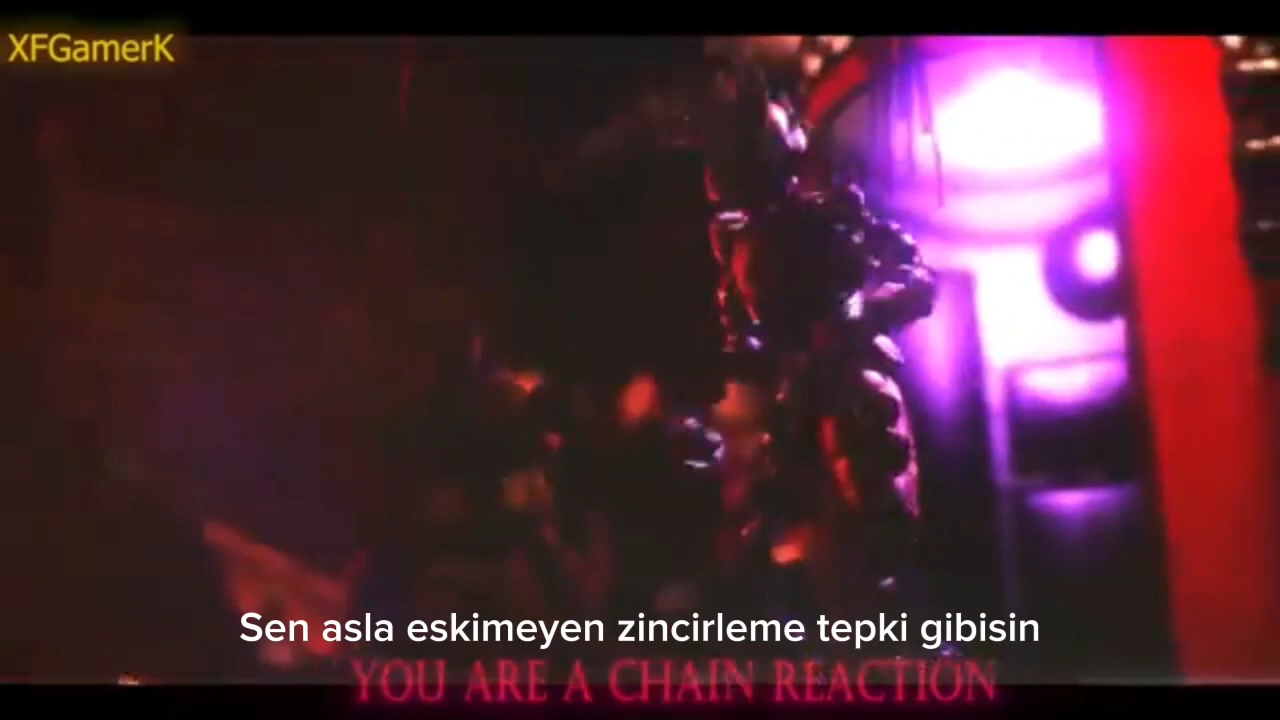 XFGamerK
Sen asla eskimeyen zincirleme tepki gibisin
YOU ARE A CHAIN REACTION